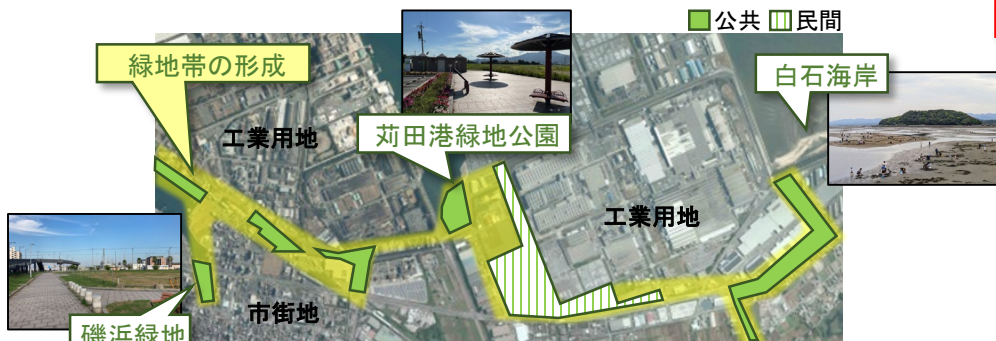 公共 民間
緑地帯の形成
白石海岸
工業用地
苅田港緑地公園
工業用地
市街地
磯浜緑地